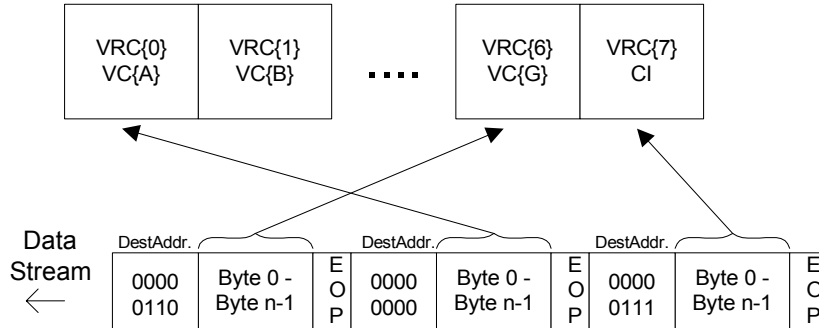 VRC{0}
VC{A}
VRC{1}
VC{B}
....
VRC{6}
VC{G}
VRC{7}
CI
Data
Stream
DestAddr.
0000
0110
Byte 0 -
Byte n-1
E
O
P
DestAddr.
0000
0000
Byte 0 -
Byte n-1
E
O
P
DestAddr.
0000
0111
Byte 0 -
Byte n-1
E
O
P